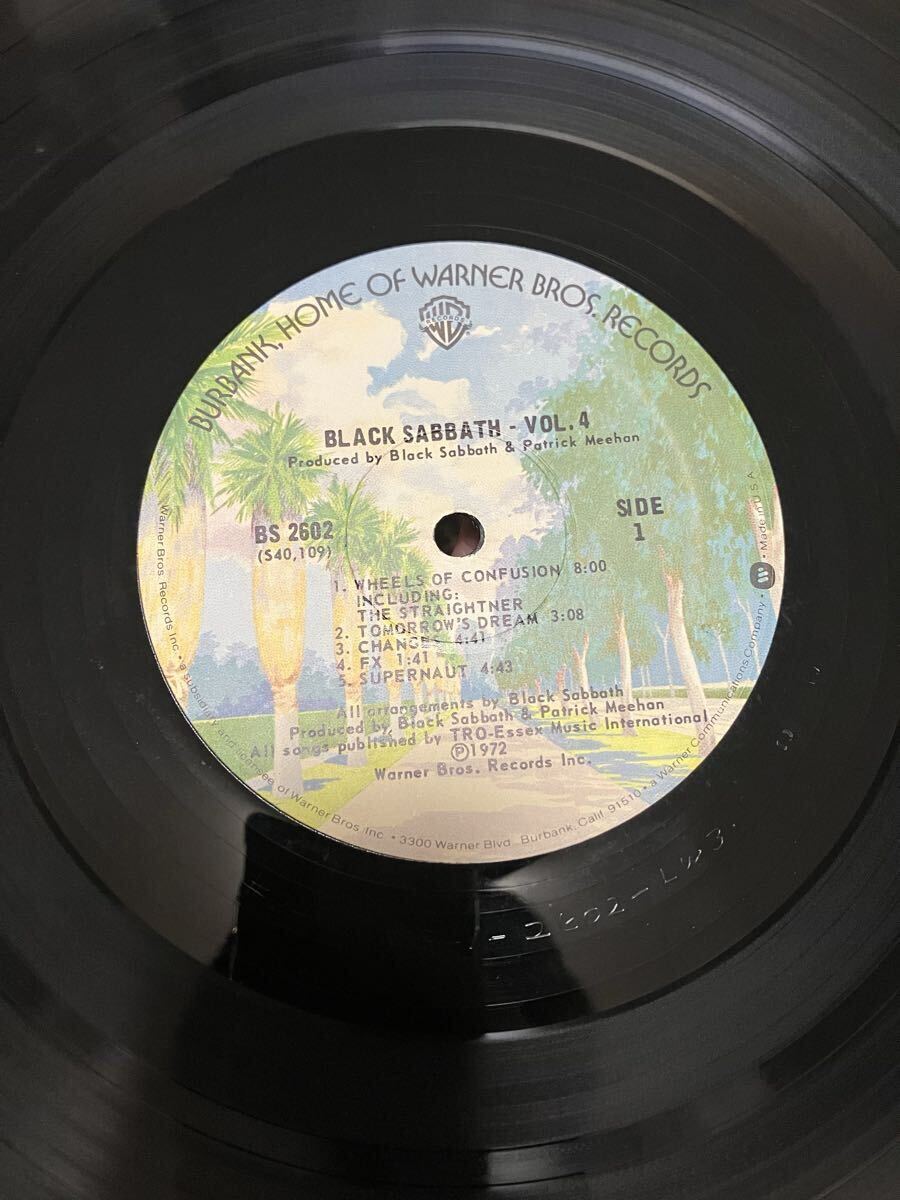 BURBANK, HOME OF WARNER BROS. RECORDS
RECORDS
BLACK SABBATH - VOL. 4
Produced by Black Sabbath & Patrick Meehan
BS 2602
(S40,109)
SIDE
1
1. WHEELS OF CONFUSION 8:00
INCLUDING:
THE STRAIGHTNER
2. TOMORROW'S DREAM 3:08
3. CHANGES 4:41
4. FX 1:41
5. SUPERNAUT 4:43
All arrangements by Black Sabbath
Produced by Black Sabbath & Patrick Meehan
All songs published by TRO-Essex Music International
Ⓟ1972
Warner Bros. Records Inc.
Warner Bros. Records Inc. • a subsidiary and licensee of Warner Bros. Inc. • 3300 Warner Blvd., Burbank, Calif. 91510 • a Warner Communications Company • Made in U.S.A.
- 2602-LW3.